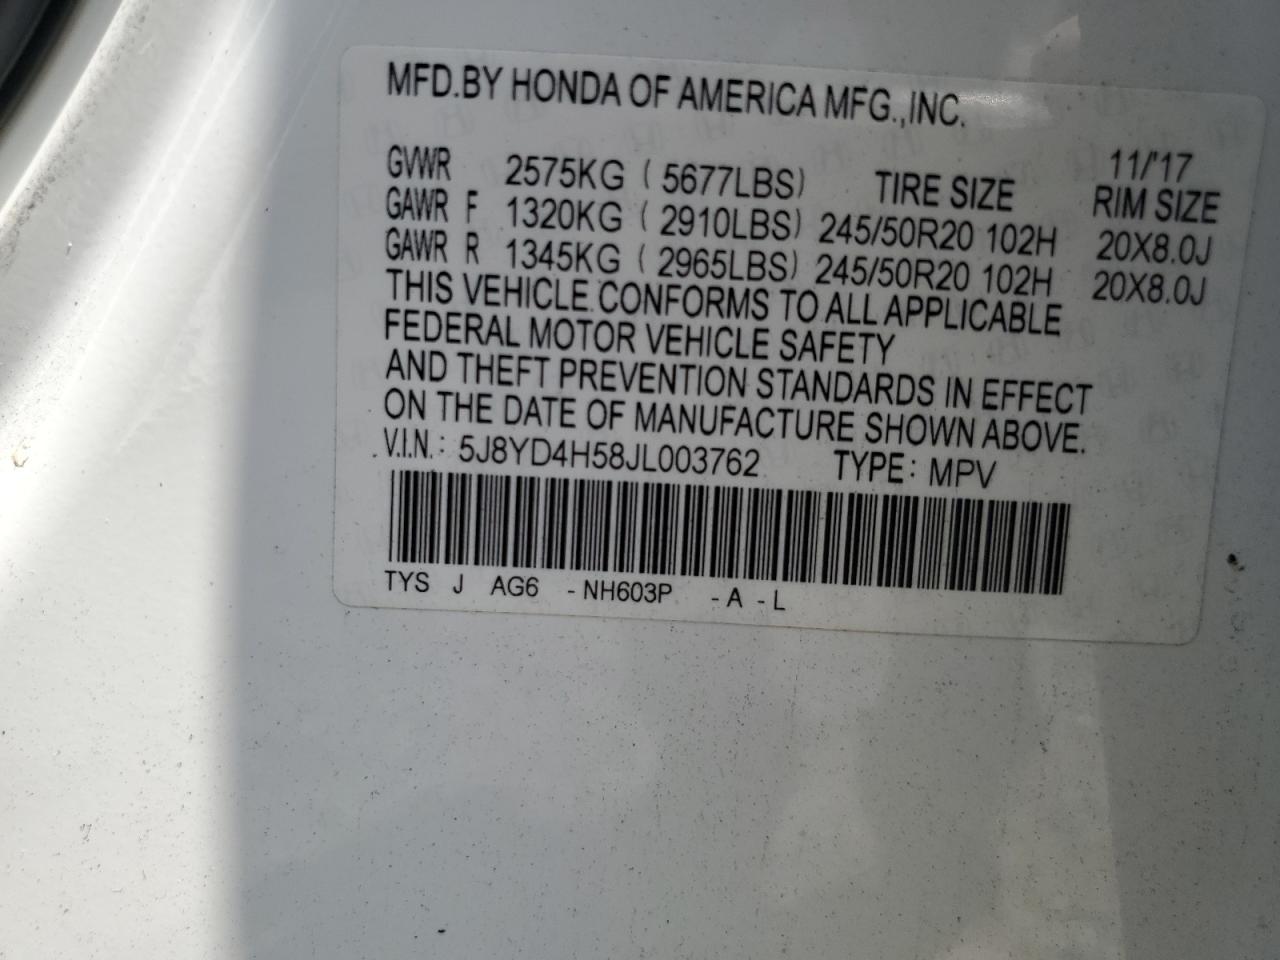 MFD.BY HONDA OF AMERICA MFG.,INC.
11/'17
GVWR 2575KG ( 5677LBS) TIRE SIZE RIM SIZE
GAWR F 1320KG ( 2910LBS) 245/50R20 102H 20X8.0J
GAWR R 1345KG ( 2965LBS) 245/50R20 102H 20X8.0J
THIS VEHICLE CONFORMS TO ALL APPLICABLE
FEDERAL MOTOR VEHICLE SAFETY
AND THEFT PREVENTION STANDARDS IN EFFECT
ON THE DATE OF MANUFACTURE SHOWN ABOVE.
V.I.N.: 5J8YD4H58JL003762 TYPE: MPV
TYS J AG6 - NH603P - A - L